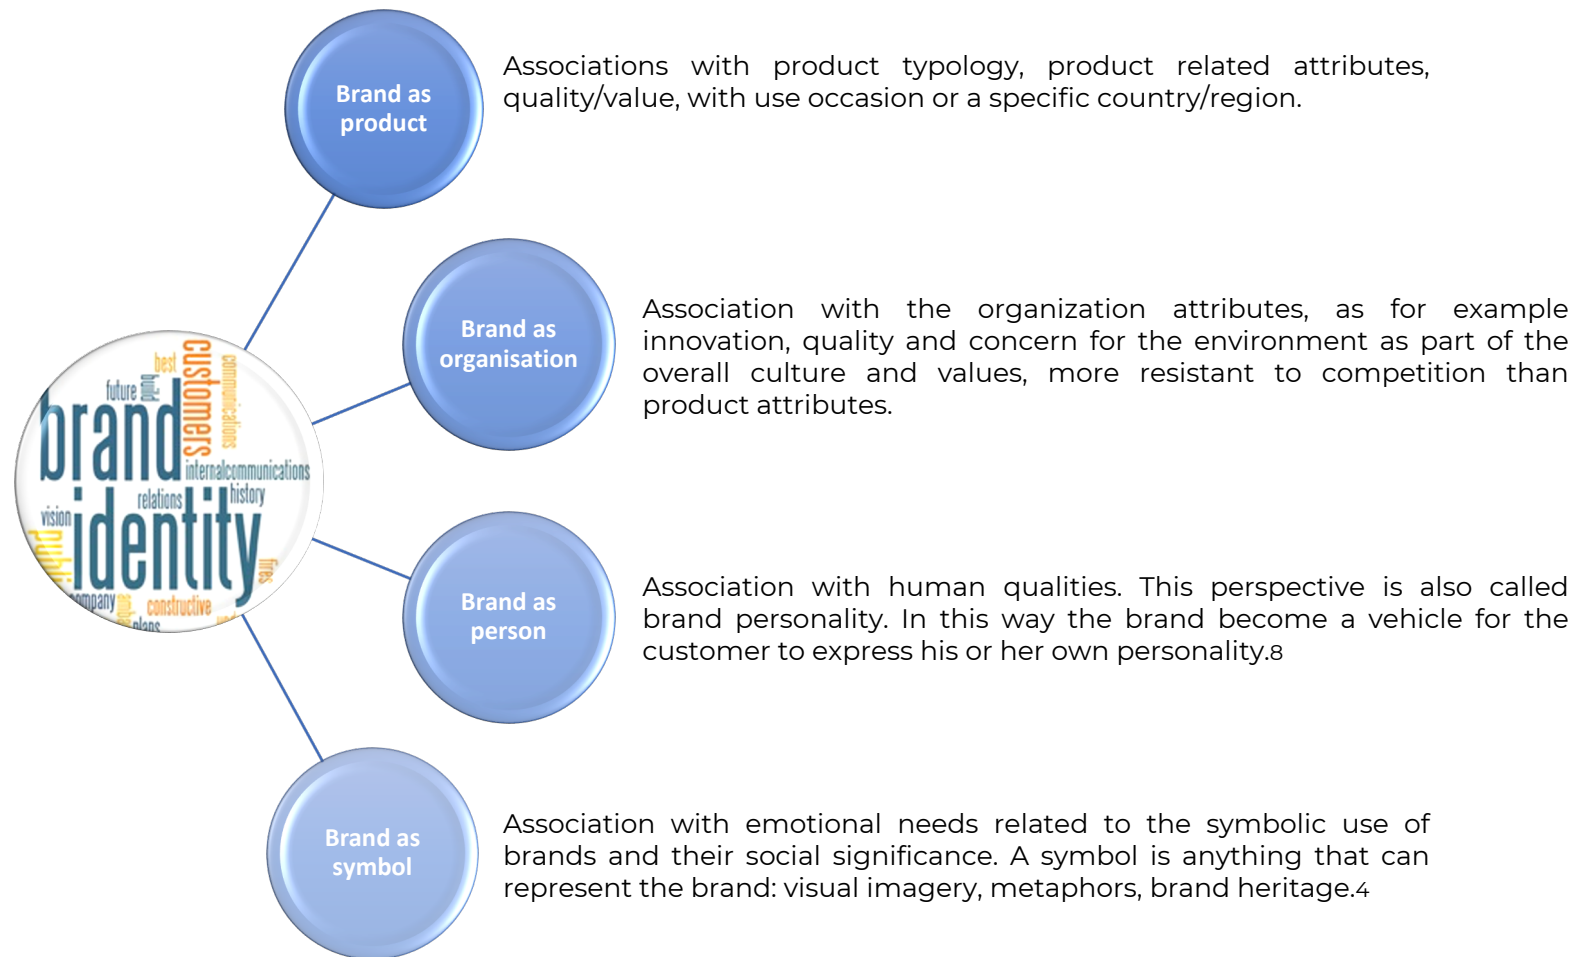 Brand as
product
Associations with product typology, product related attributes,
quality/value, with use occasion or a specific country/region.
Brand as
organisation
Association with the organization attributes, as for example
innovation, quality and concern for the environment as part of the
overall culture and values, more resistant to competition than
product attributes.
best
customers
communications
future
build
brand
internalcommunications
relations
history
vision
identity
fires
constructive
plans
Brand as
person
Association with human qualities. This perspective is also called
brand personality. In this way the brand become a vehicle for the
customer to express his or her own personality.8
Brand as
symbol
Association with emotional needs related to the symbolic use of
brands and their social significance. A symbol is anything that can
represent the brand: visual imagery, metaphors, brand heritage.4